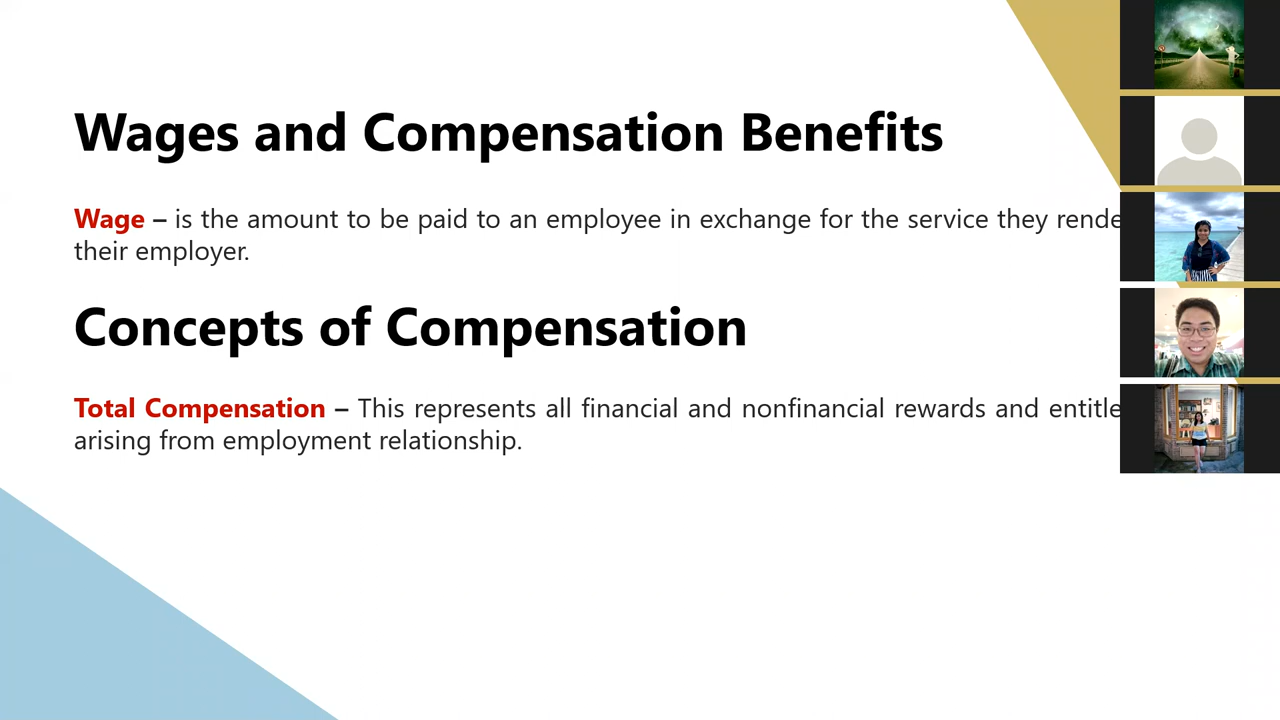 Wages and Compensation Benefits
Wage – is the amount to be paid to an employee in exchange for the service they
their employer.
Concepts of Compensation
Total Compensation – This represents all financial and nonfinancial rewards and
arising from employment relationship.